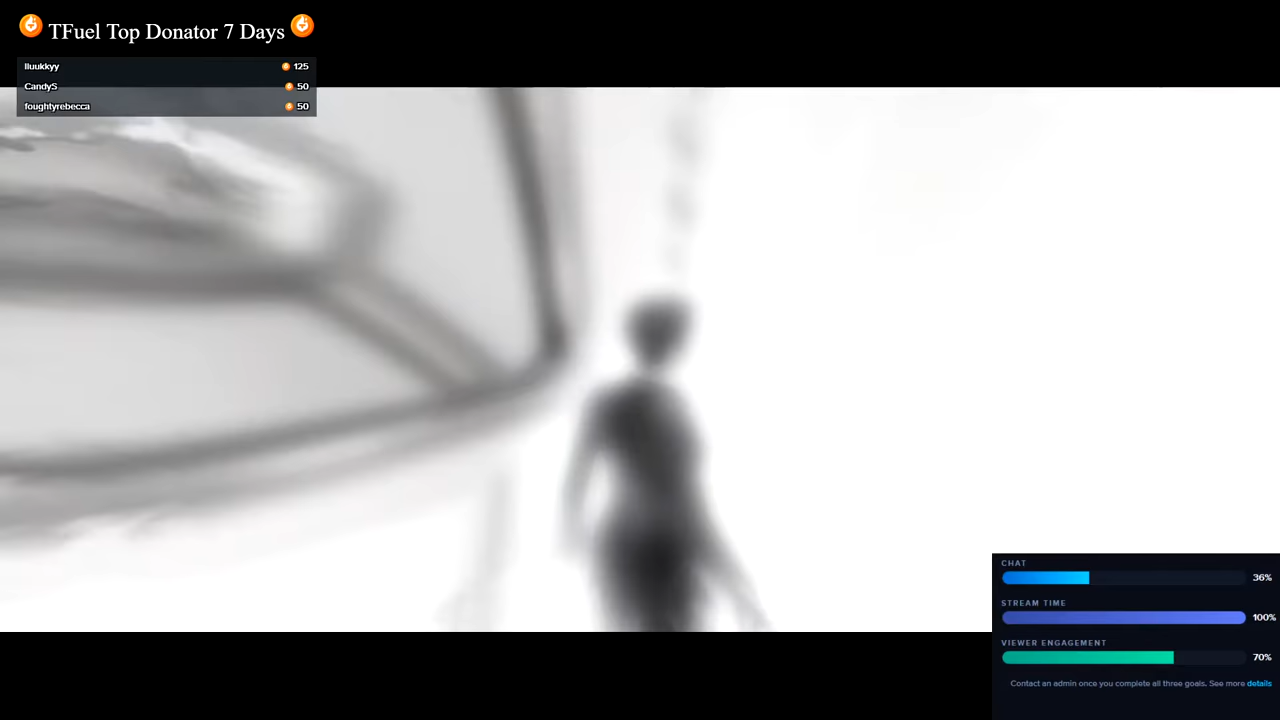 TFuel Top Donator 7 Days
lluukkyy 125
CandyS 50
foughtyrebecca 50
CHAT
36%
STREAM TIME
100%
VIEWER ENGAGEMENT
70%
Contact an admin once you complete all three goals. See more details